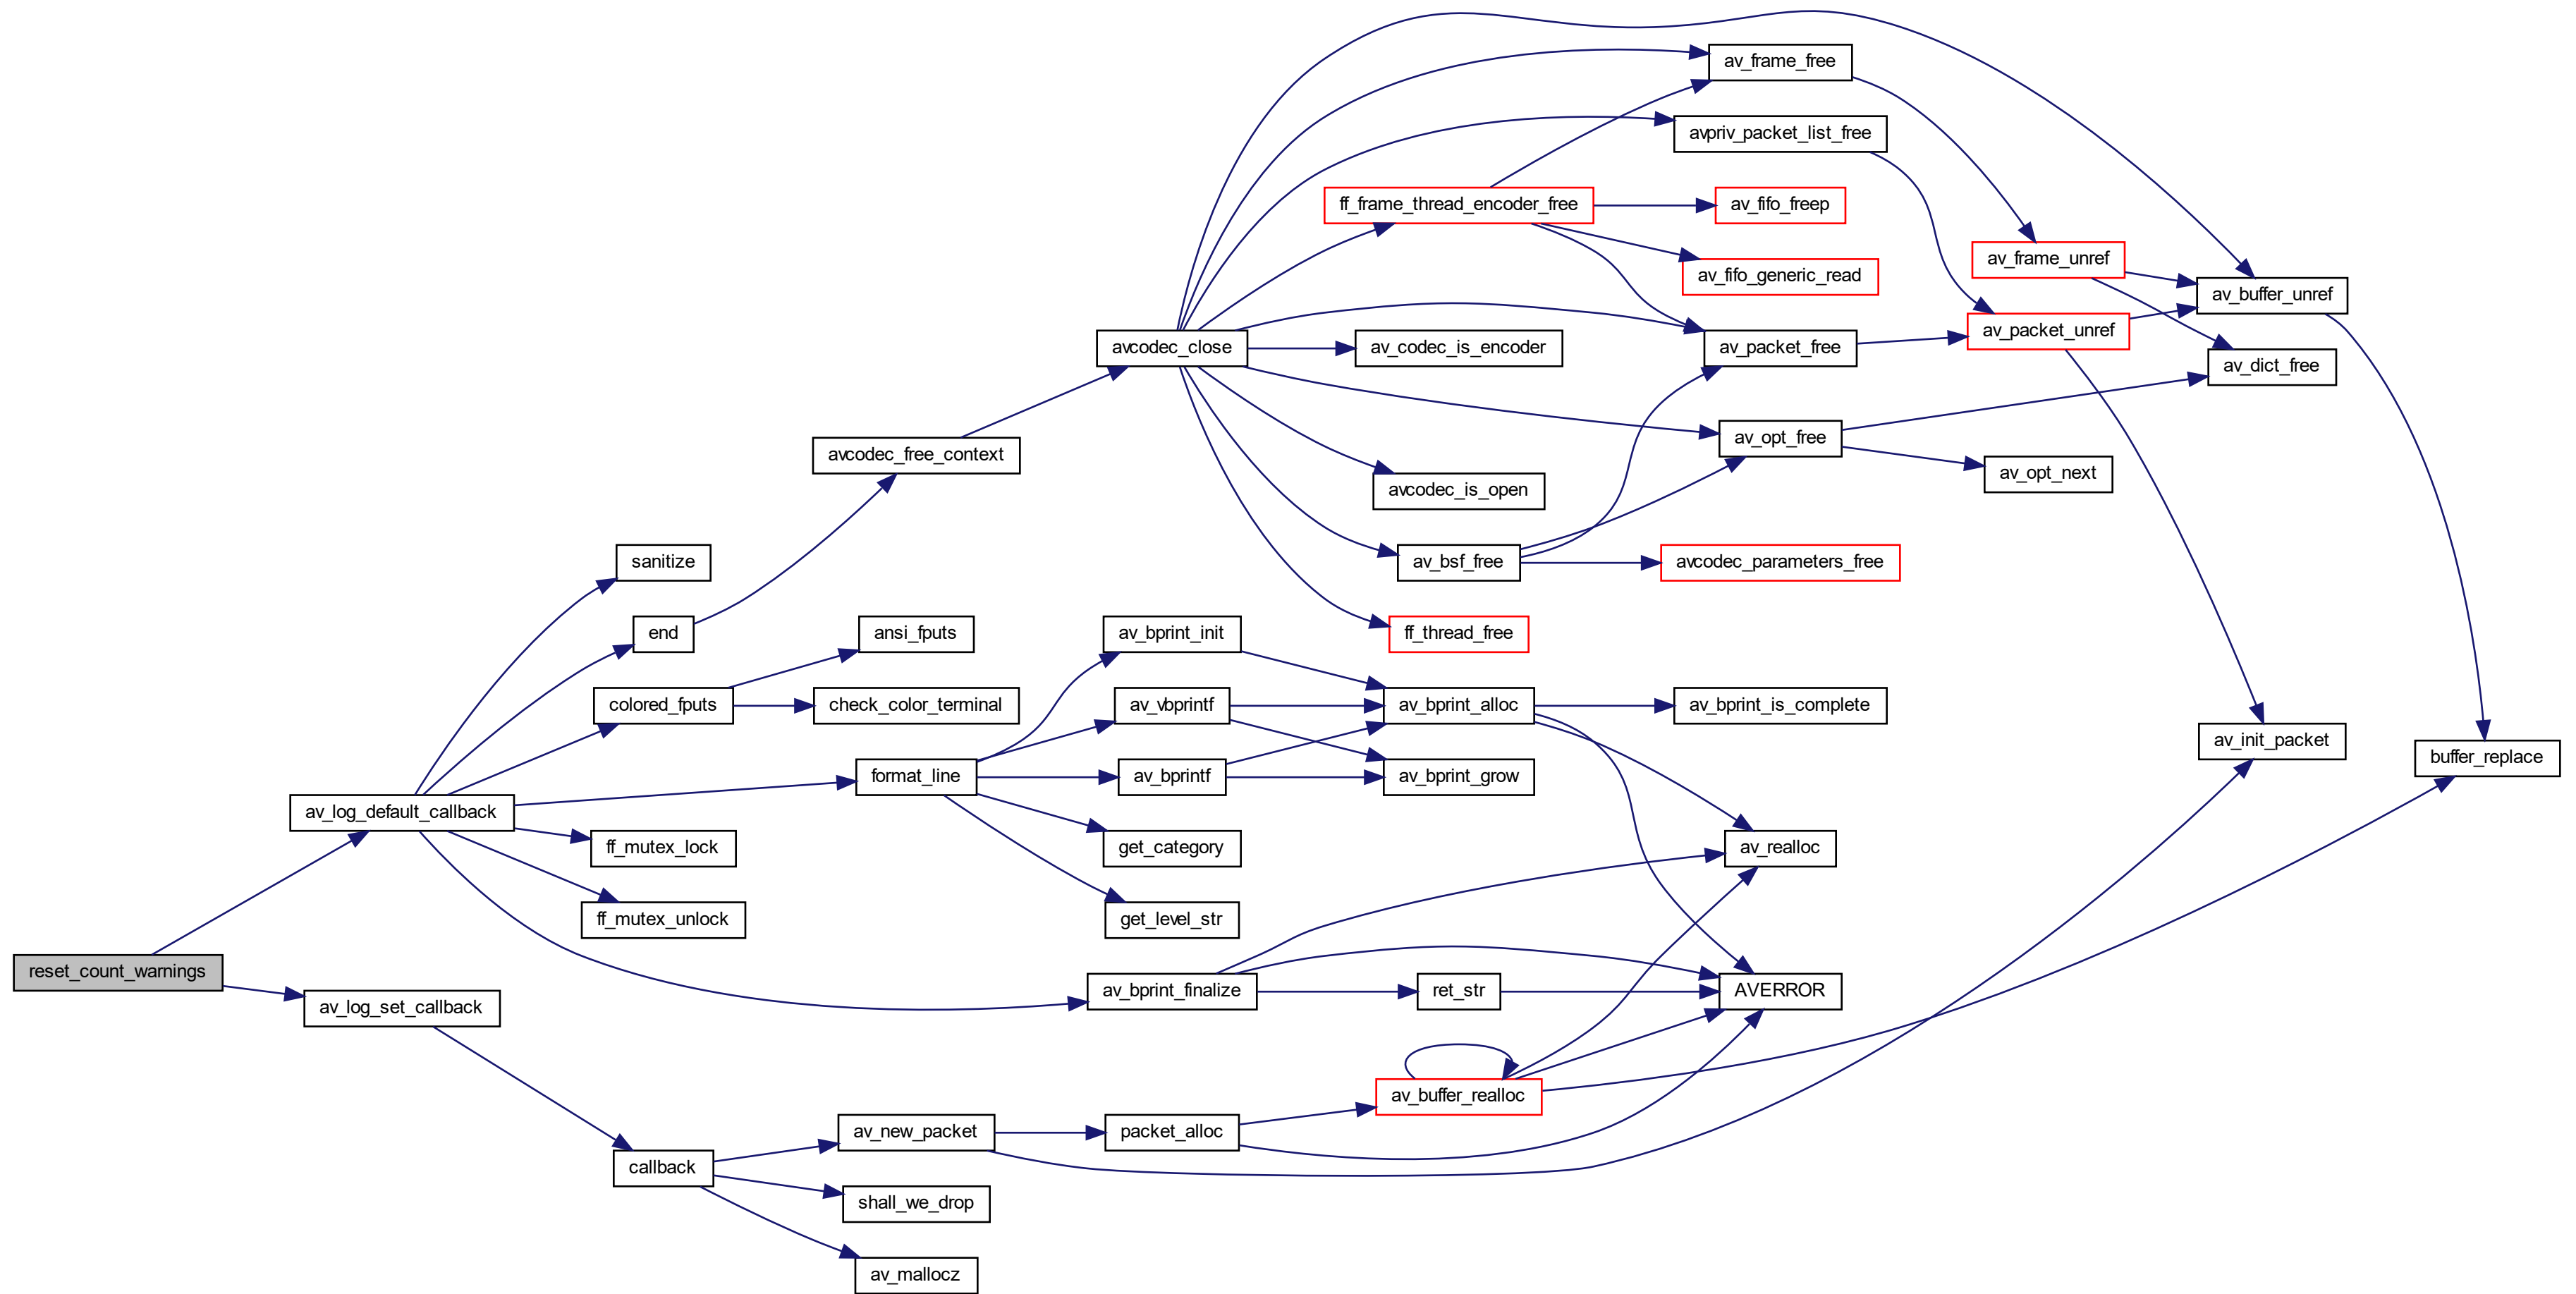 av_frame_free
avpriv_packet_list_free
ff_frame_thread_encoder_free
av_fifo_freep
av_frame_unref
av_fifo_generic_read
av_buffer_unref
avcodec_close
av_codec_is_encoder
av_packet_free
av_packet_unref
av_dict_free
avcodec_free_context
av_opt_free
av_opt_next
avcodec_is_open
sanitize
av_bsf_free
avcodec_parameters_free
end
ansi_fputs
av_bprint_init
ff_thread_free
colored_fputs
check_color_terminal
av_vbprintf
av_bprint_alloc
av_bprint_is_complete
av_init_packet
buffer_replace
format_line
av_bprintf
av_bprint_grow
av_log_default_callback
ff_mutex_lock
get_category
av_realloc
ff_mutex_unlock
get_level_str
reset_count_warnings
av_bprint_finalize
ret_str
AVERROR
av_log_set_callback
av_buffer_realloc
av_new_packet
packet_alloc
callback
shall_we_drop
av_mallocz